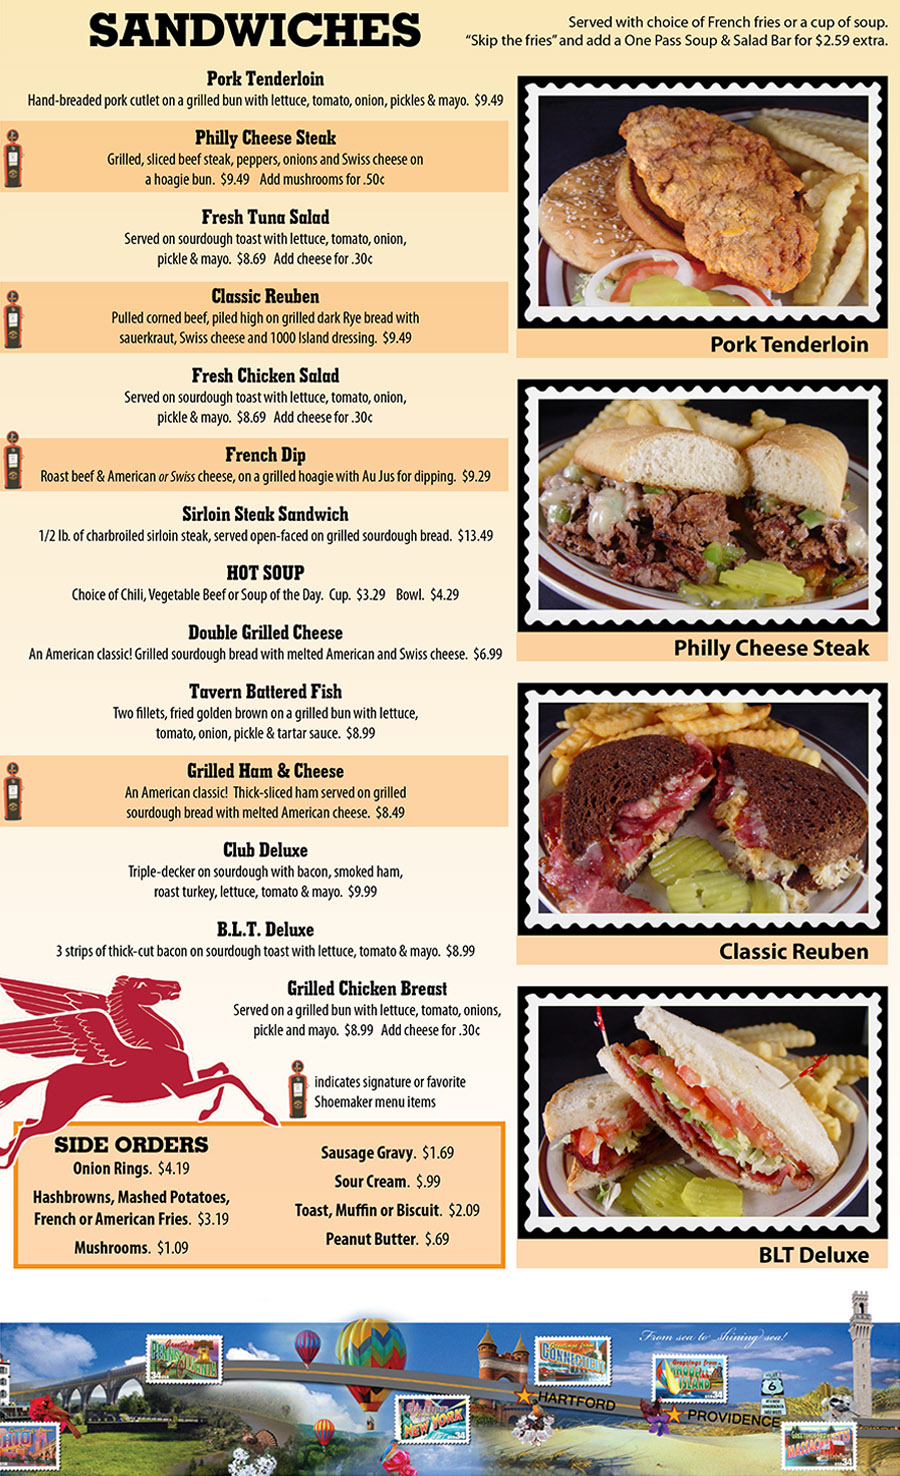 SANDWICHES
Served with choice of French fries or a cup of soup.
“Skip the fries” and add a One Pass Soup & Salad Bar for $2.59 extra.
Pork Tenderloin
Hand-breaded pork cutlet on a grilled bun with lettuce, tomato, onion, pickles & mayo. $9.49
Philly Cheese Steak
Grilled, sliced beef steak, peppers, onions and Swiss cheese on
a hoagie bun. $9.49 Add mushrooms for .50c
Fresh Tuna Salad
Served on sourdough toast with lettuce, tomato, onion,
pickle & mayo. $8.69 Add cheese for .30c
Classic Reuben
Pulled corned beef, piled high on grilled dark Rye bread with
sauerkraut, Swiss cheese and 1000 Island dressing. $9.49
Fresh Chicken Salad
Served on sourdough toast with lettuce, tomato, onion,
pickle & mayo. $8.69 Add cheese for .30c
French Dip
Roast beef & American or Swiss cheese, on a grilled hoagie with Au Jus for dipping. $9.29
Sirloin Steak Sandwich
1/2 lb. of charbroiled sirloin steak, served open-faced on grilled sourdough bread. $13.49
HOT SOUP
Choice of Chili, Vegetable Beef or Soup of the Day. Cup. $3.29 Bowl. $4.29
Double Grilled Cheese
An American classic! Grilled sourdough bread with melted American and Swiss cheese. $6.99
Tavern Battered Fish
Two fillets, fried golden brown on a grilled bun with lettuce,
tomato, onion, pickle & tartar sauce. $8.99
Grilled Ham & Cheese
An American classic! Thick-sliced ham served on grilled
sourdough bread with melted American cheese. $8.49
Club Deluxe
Triple-decker on sourdough with bacon, smoked ham,
roast turkey, lettuce, tomato & mayo. $9.99
B.L.T. Deluxe
3 strips of thick-cut bacon on sourdough toast with lettuce, tomato & mayo. $8.99
Grilled Chicken Breast
Served on a grilled bun with lettuce, tomato, onions,
pickle and mayo. $8.99 Add cheese for .30c
indicates signature or favorite
Shoemaker menu items
SIDE ORDERS
Onion Rings. $4.19
Hashbrowns, Mashed Potatoes,
French or American Fries. $3.19
Mushrooms. $1.09
Sausage Gravy. $1.69
Sour Cream. $.99
Toast, Muffin or Biscuit. $2.09
Peanut Butter. $.69
Pork Tenderloin
Philly Cheese Steak
Classic Reuben
BLT Deluxe
From sea to shining sea!
Greetings from
PENNSYLVANIA
34
CONNECTICUT
Greetings from
RHODE
ISLAND
34
6
HARTFORD
PROVIDENCE
NEW YORK
34
Greetings from
MASSACHUSETTS
34